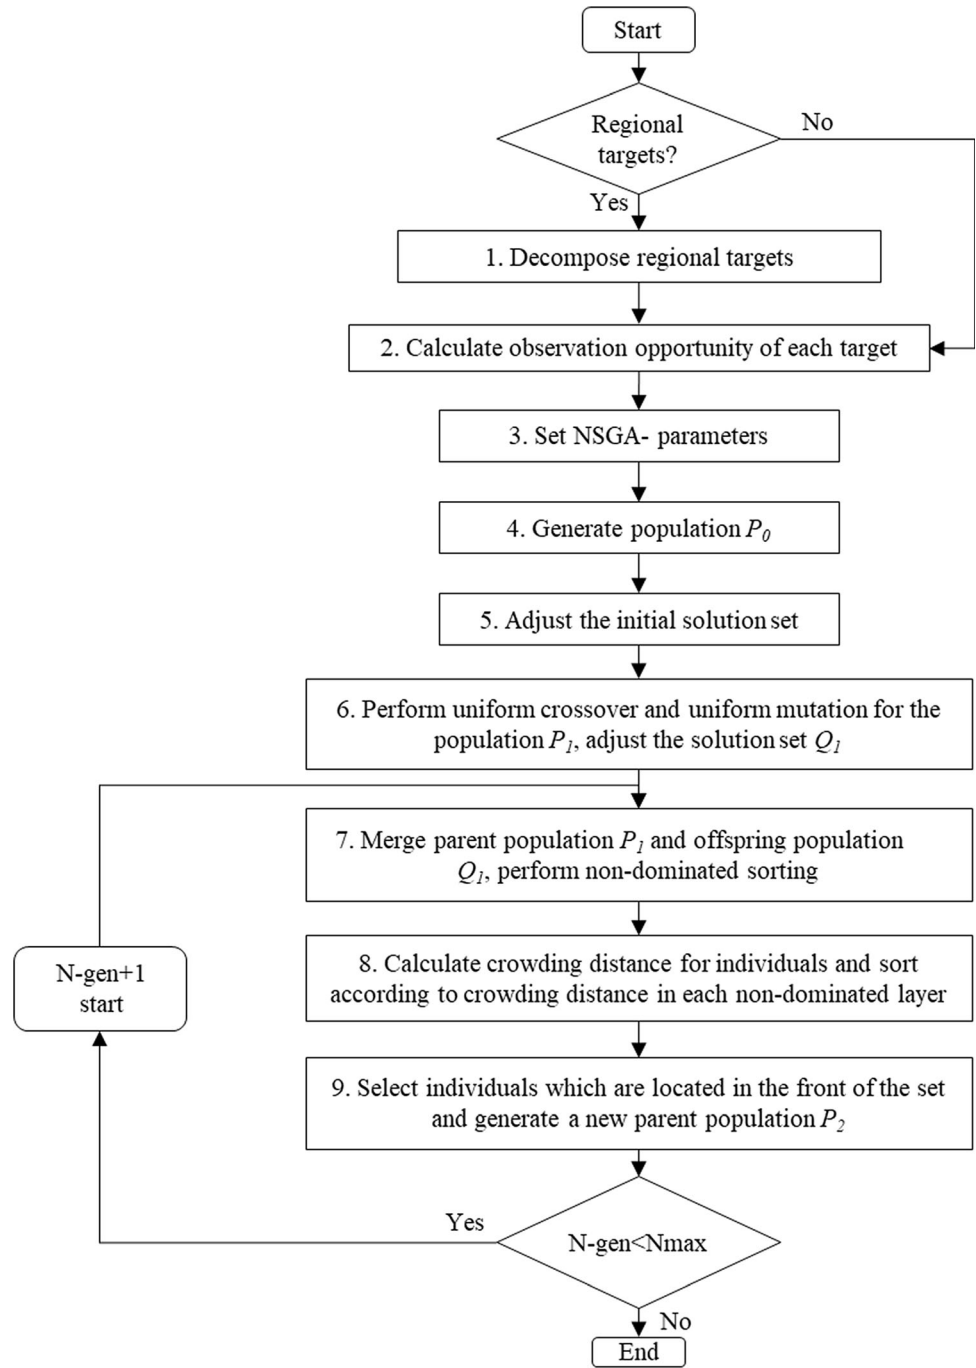 Start
Regional
targets?
No
Yes
1. Decompose regional targets
2. Calculate observation opportunity of each target
3. Set NSGA- parameters
4. Generate population P0
5. Adjust the initial solution set
6. Perform uniform crossover and uniform mutation for the
population P1, adjust the solution set Q1
7. Merge parent population P1 and offspring population
Q1, perform non-dominated sorting
8. Calculate crowding distance for individuals and sort
according to crowding distance in each non-dominated layer
N-gen+1
start
9. Select individuals which are located in the front of the set
and generate a new parent population P2
Yes
N-gen<Nmax
No
End